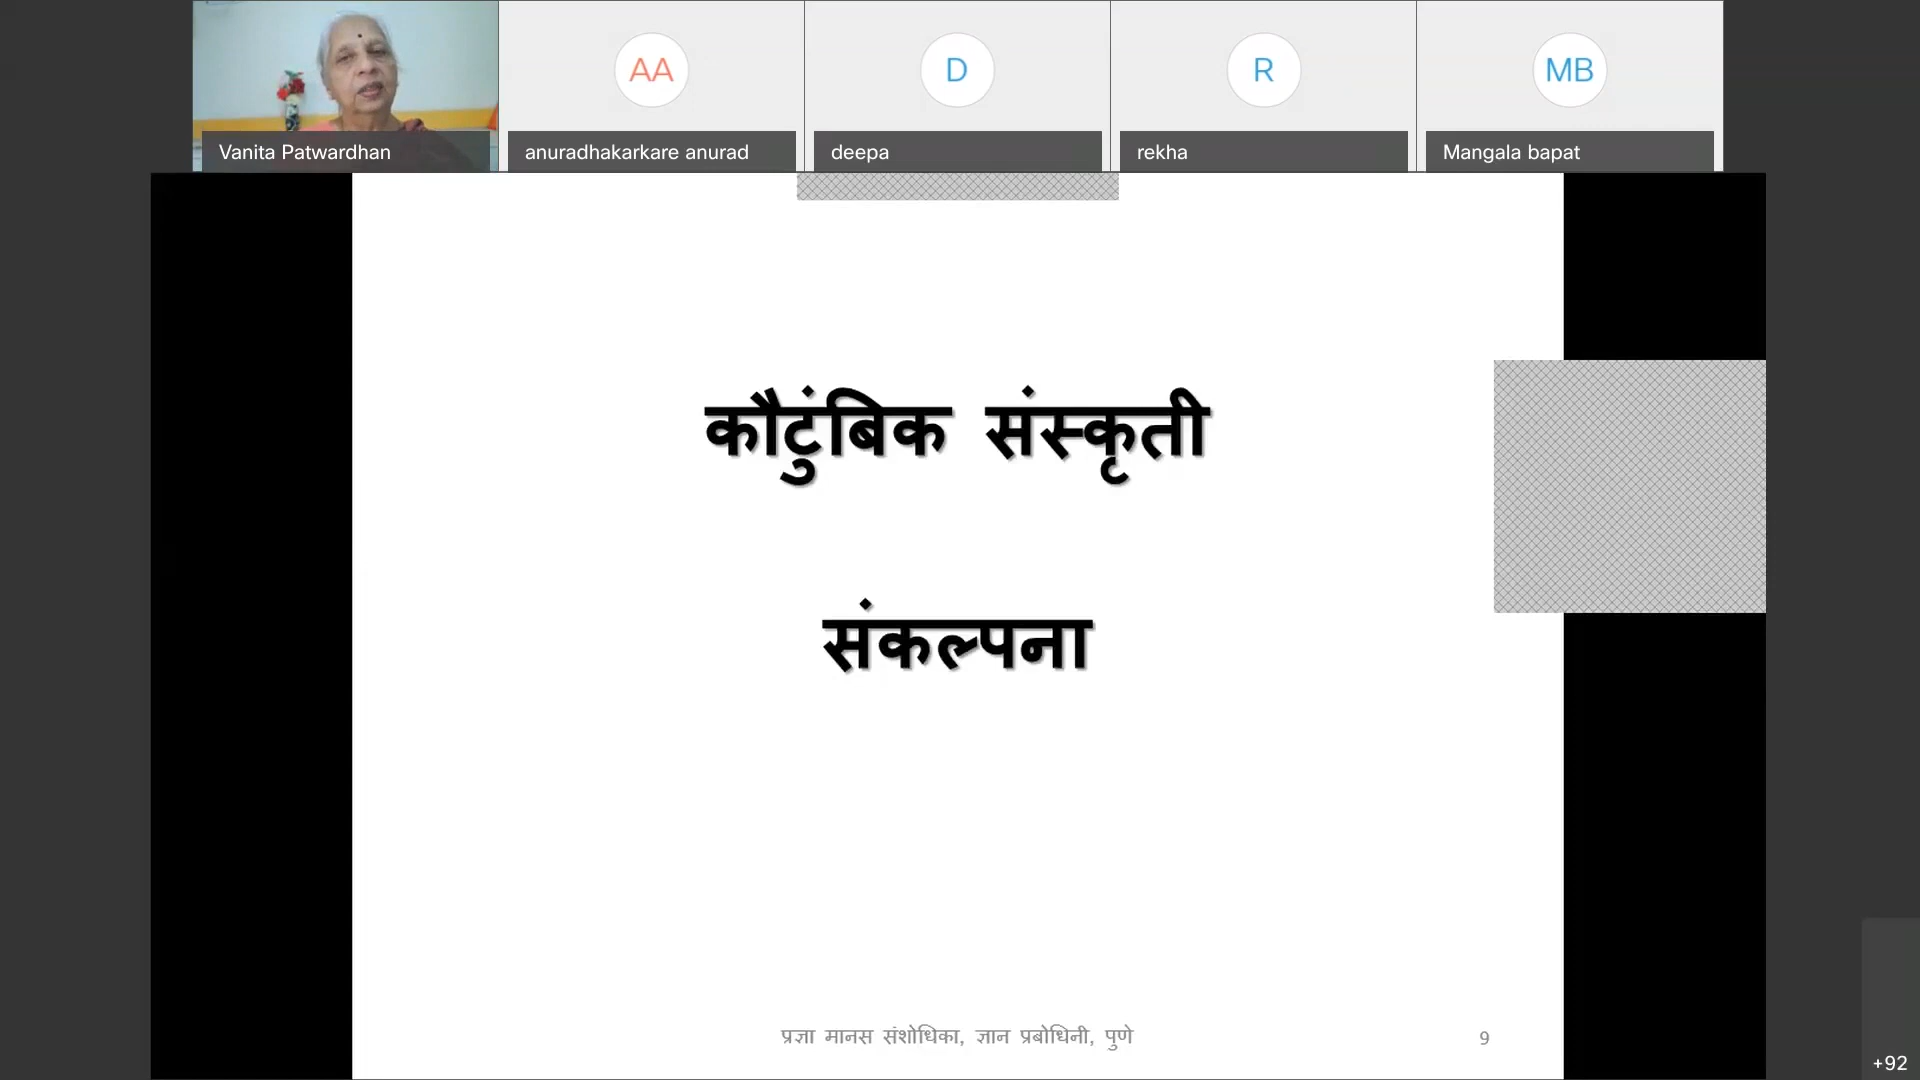 AA
D
R
MB
Vanita Patwardhan
anuradhakarkare anurad
deepa
rekha
Mangala bapat
कौटुंबिक संस्कृती
संकल्पना
प्रज्ञा मानस संशोधिका, ज्ञान प्रबोधिनी, पुणे
9
+92